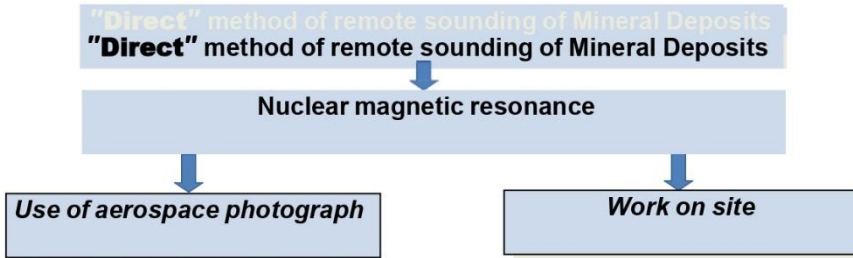 "Direct" method of remote sounding of Mineral Deposits
"Direct" method of remote sounding of Mineral Deposits
Nuclear magnetic resonance
Use of aerospace photograph
Work on site